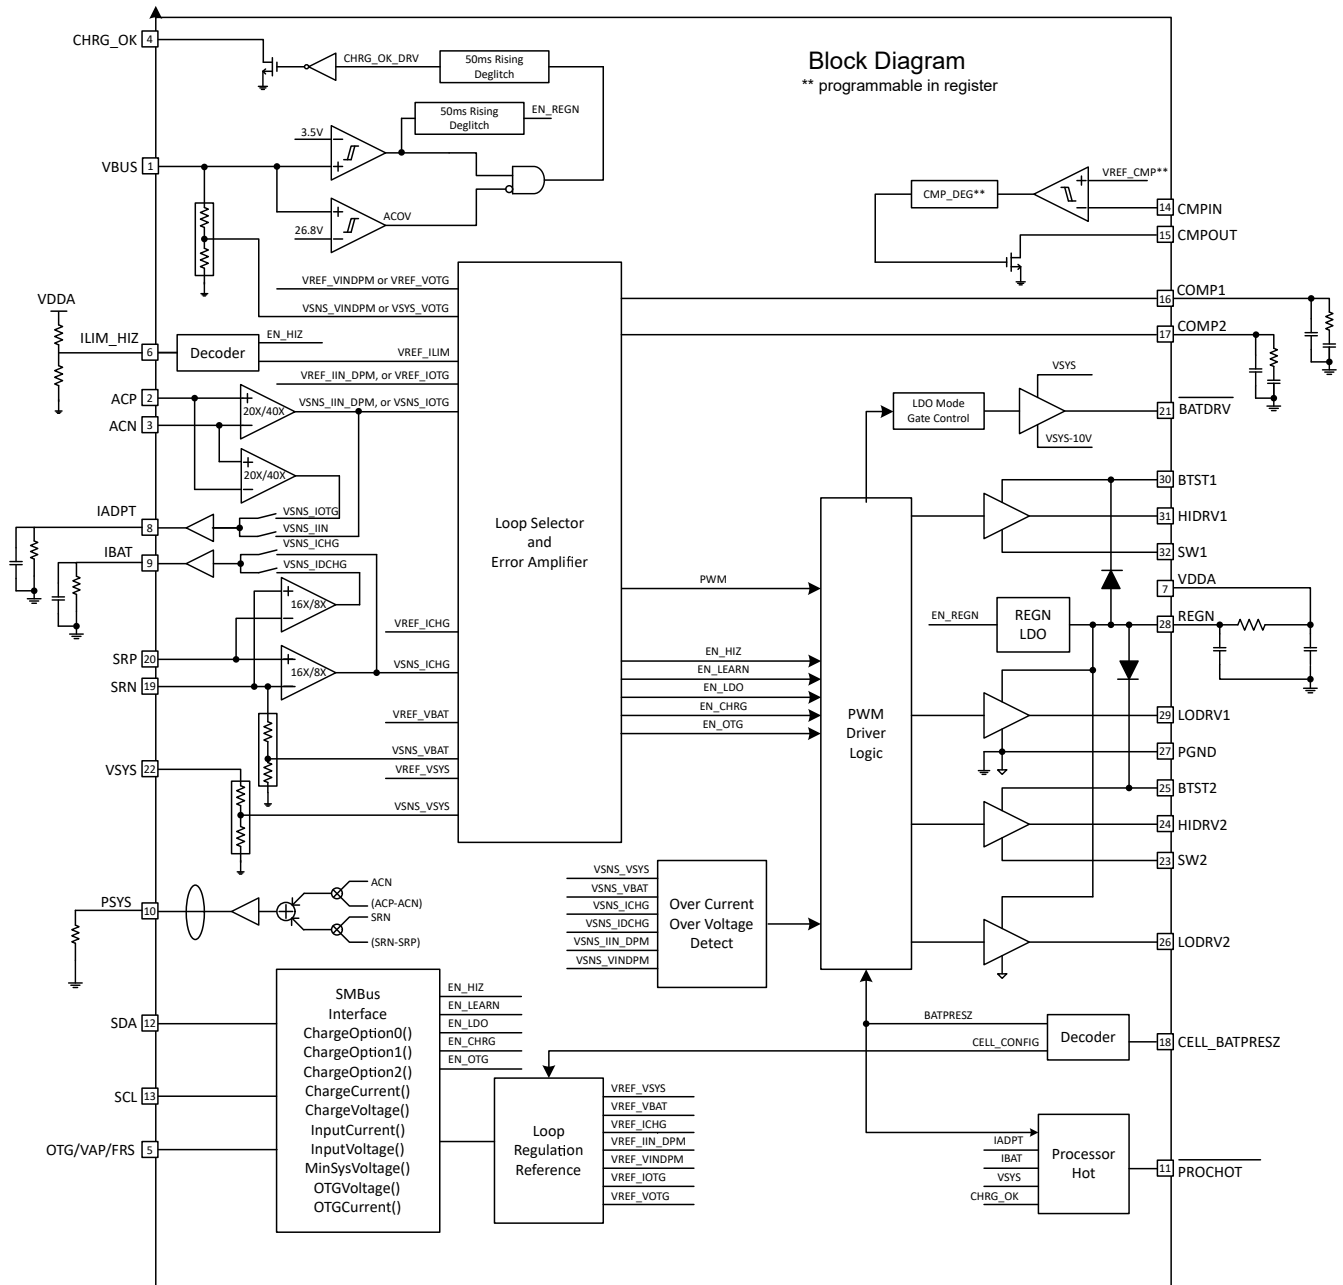 Block Diagram
** programmable in register
CHRG_OK
4
CHRG_OK_DRV
50ms Rising
Deglitch
50ms Rising
Deglitch
EN_REGN
3.5V
−
+
VBUS
1
+
−
26.8V
ACOV
CMP_DEG**
VREF_CMP**
+
−
14
CMPIN
15
CMPOUT
VREF_VINDPM or VREF_VOTG
VSNS_VINDPM or VSYS_VOTG
VDDA
ILIM_HIZ
6
Decoder
EN_HIZ
VREF_ILIM
VREF_IIN_DPM, or VREF_IOTG
VSNS_IIN_DPM, or VSNS_IOTG
ACP
2
ACN
3
+
20X/40X
−
+
20X/40X
−
IADPT
8
VSNS_IOTG
VSNS_IIN
IBAT
9
VSNS_ICHG
VSNS_IDCHG
+
16X/8X
−
VREF_ICHG
SRP
20
SRN
19
+
16X/8X
−
VSNS_ICHG
VREF_VBAT
VSNS_VBAT
VREF_VSYS
VSYS
22
VSNS_VSYS
Loop Selector
and
Error Amplifier
16
COMP1
17
COMP2
LDO Mode
Gate Control
VSYS
VSYS-10V
21
BATDRV
30
BTST1
31
HIDRV1
32
SW1
7
VDDA
PWM
EN_REGN
REGN
LDO
28
REGN
EN_HIZ
EN_LEARN
EN_LDO
EN_CHRG
EN_OTG
PWM
Driver
Logic
29
LODRV1
27
PGND
25
BTST2
24
HIDRV2
23
SW2
26
LODRV2
PSYS
10
ACN
(ACP-ACN)
SRN
(SRN-SRP)
VSNS_VSYS
VSNS_VBAT
VSNS_ICHG
VSNS_IDCHG
VSNS_IIN_DPM
VSNS_VINDPM
Over Current
Over Voltage
Detect
SDA
12
SCL
13
OTG/VAP/FRS
5
SMBus
Interface
ChargeOption0()
ChargeOption1()
ChargeOption2()
ChargeCurrent()
ChargeVoltage()
InputCurrent()
InputVoltage()
MinSysVoltage()
OTGVoltage()
OTGCurrent()
EN_HIZ
EN_LEARN
EN_LDO
EN_CHRG
EN_OTG
Loop
Regulation
Reference
VREF_VSYS
VREF_VBAT
VREF_ICHG
VREF_IIN_DPM
VREF_VINDPM
VREF_IOTG
VREF_VOTG
BATPRESZ
CELL_CONFIG
Decoder
18
CELL_BATPRESZ
IADPT
IBAT
VSYS
CHRG_OK
Processor
Hot
11
PROCHOT